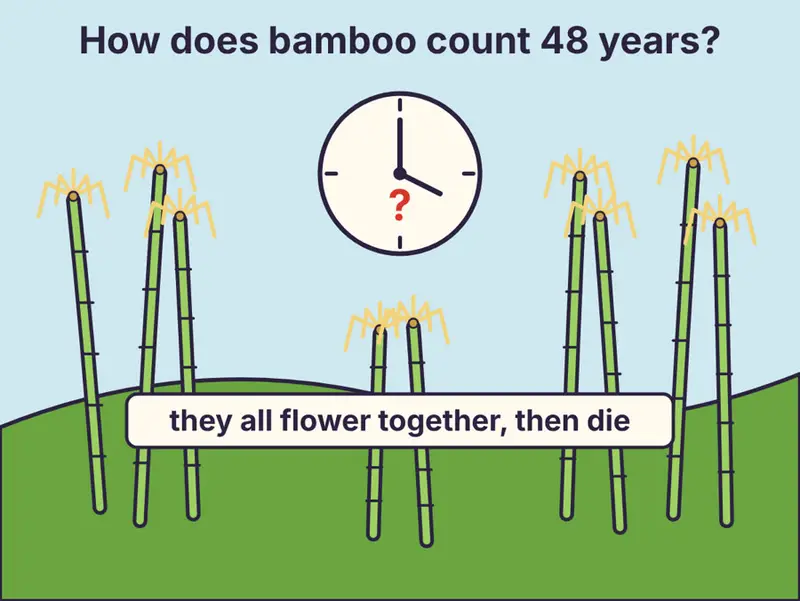 How does bamboo count 48 years?
?
they all flower together, then die